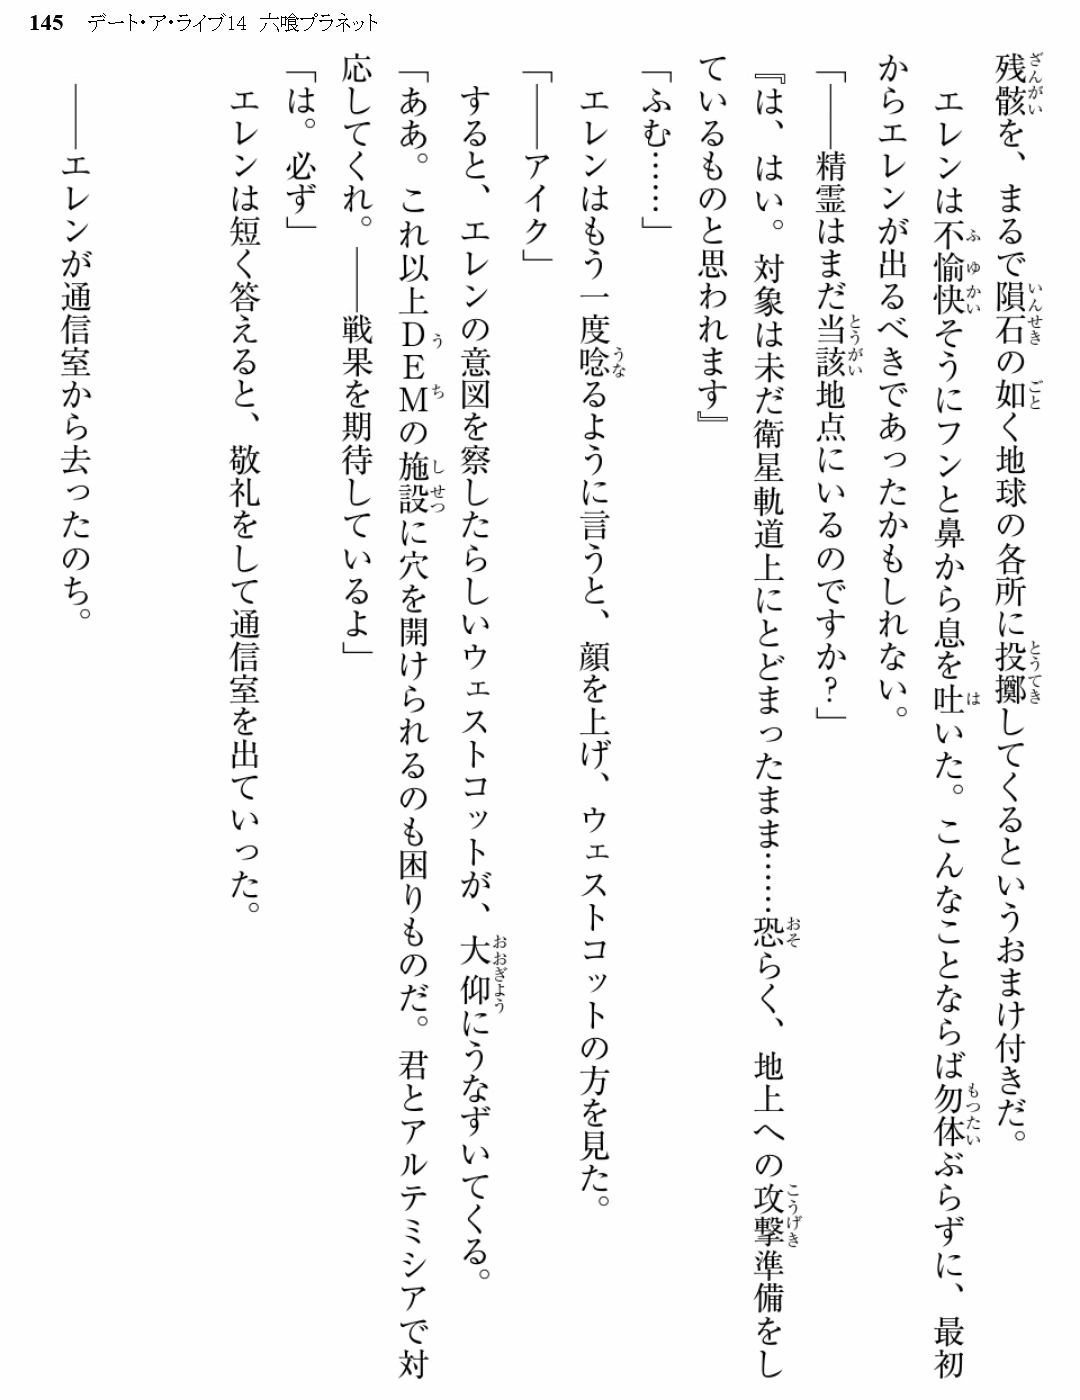 145 デート・ア・ライブ14 六喰プラネット
残骸を、まるで隕石の如く地球の各所に投擲してくるというおまけ付きだ。
エレンは不愉快そうにフンと鼻から息を吐いた。こんなことならば勿体ぶらずに、最初
からエレンが出るべきであったかもしれない。
「――精霊はまだ当該地点にいるのですか?」
『は、はい。対象は未だ衛星軌道上にとどまったまま……恐らく、地上への攻撃準備をし
ているものと思われます』
「ふむ……」
エレンはもう一度唸るように言うと、顔を上げ、ウェストコットの方を見た。
「――アイク」
すると、エレンの意図を察したらしいウェストコットが、大仰にうなずいてくる。
「ああ。これ以上DEMの施設に穴を開けられるのも困りものだ。君とアルテミシアで対
応してくれ。――戦果を期待しているよ」
「は。必ず」
エレンは短く答えると、敬礼をして通信室を出ていった。
――エレンが通信室から去ったのち。